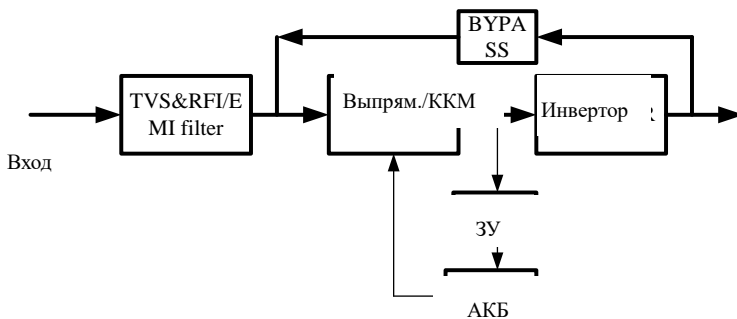 BYPA
SS
TVS&RFI/E
MI filter
Выпрям./ККМ
Инвертор
Вход
ЗУ
АКБ